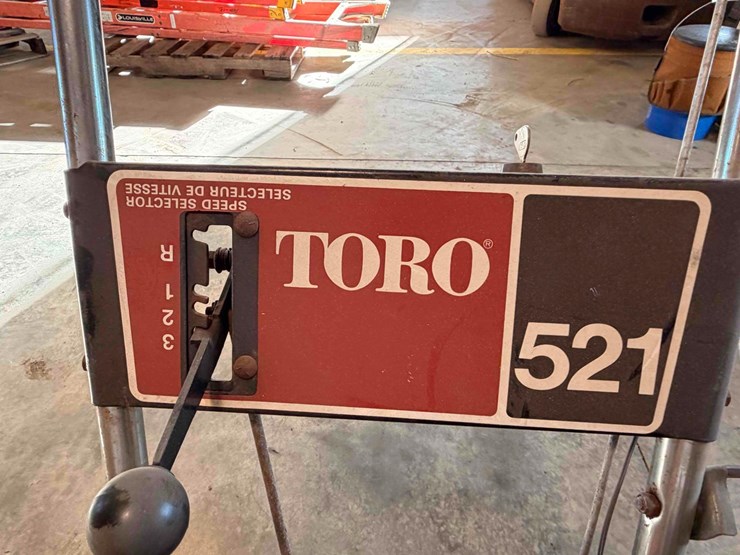 LOUISVILLE
SPEED SELECTOR
SELECTEUR DE VITESSE
R
1
2
3
TORO®
521